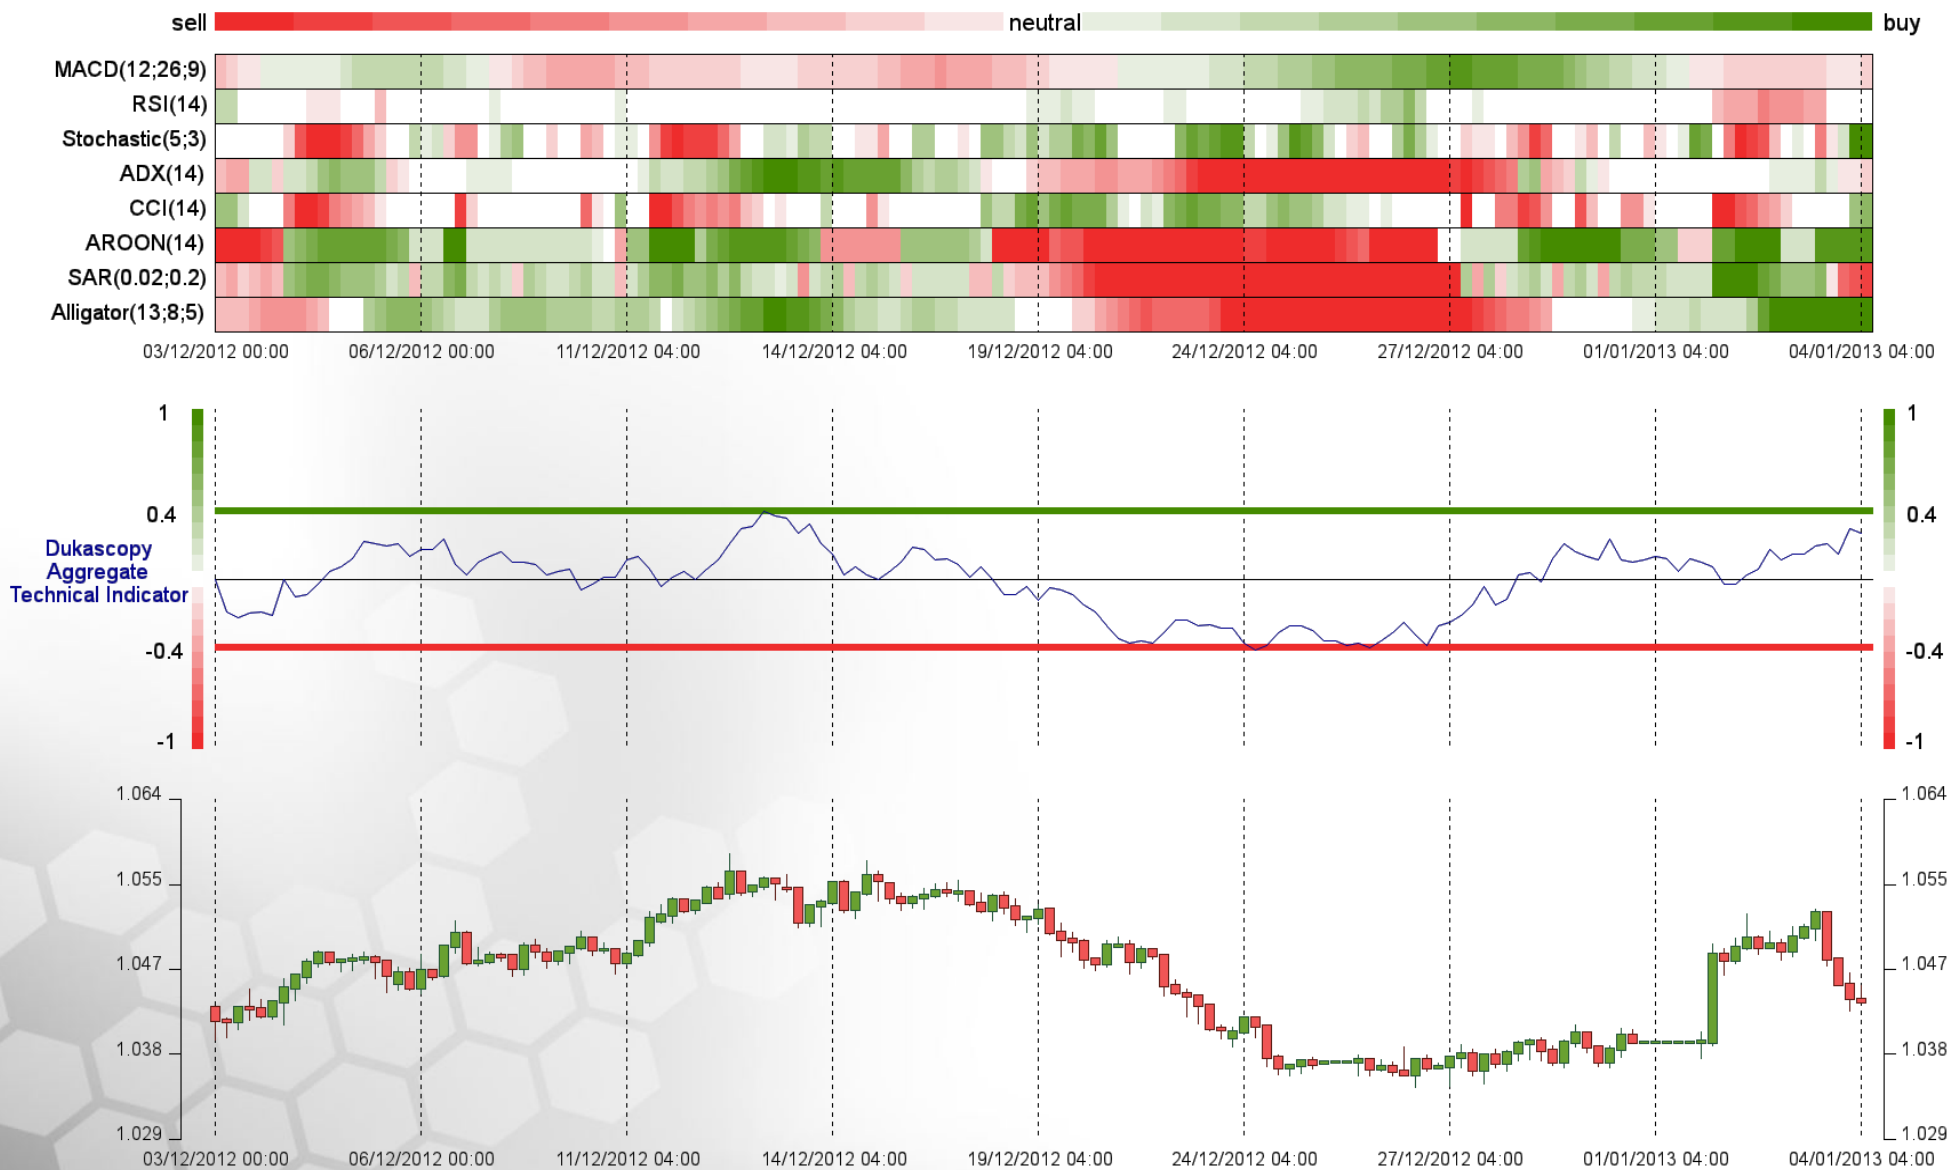 sell neutral buy
MACD(12;26;9)
RSI(14)
Stochastic(5;3)
ADX(14)
CCI(14)
AROON(14)
SAR(0.02;0.2)
Alligator(13;8;5)
03/12/2012 00:00 06/12/2012 00:00 11/12/2012 04:00 14/12/2012 04:00 19/12/2012 04:00 24/12/2012 04:00 27/12/2012 04:00 01/01/2013 04:00 04/01/2013 04:00
1 1
0.4 0.4
Dukascopy
Aggregate
Technical Indicator
-0.4 -0.4
-1 -1
1.064 1.064
1.055 1.055
1.047 1.047
1.038 1.038
1.029 1.029
03/12/2012 00:00 06/12/2012 00:00 11/12/2012 04:00 14/12/2012 04:00 19/12/2012 04:00 24/12/2012 04:00 27/12/2012 04:00 01/01/2013 04:00 04/01/2013 04:00